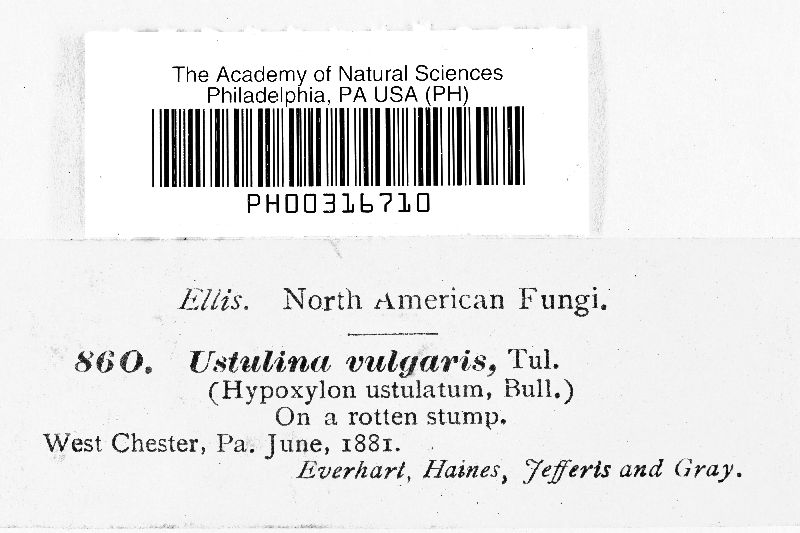 The Academy of Natural Sciences
Philadelphia, PA USA (PH)
PH00316710
Ellis. North American Fungi.
860. Ustulina vulgaris, Tul.
(Hypoxylon ustulatum, Bull.)
On a rotten stump.
West Chester, Pa. June, 1881.
Everhart, Haines, Jefferis and Gray.